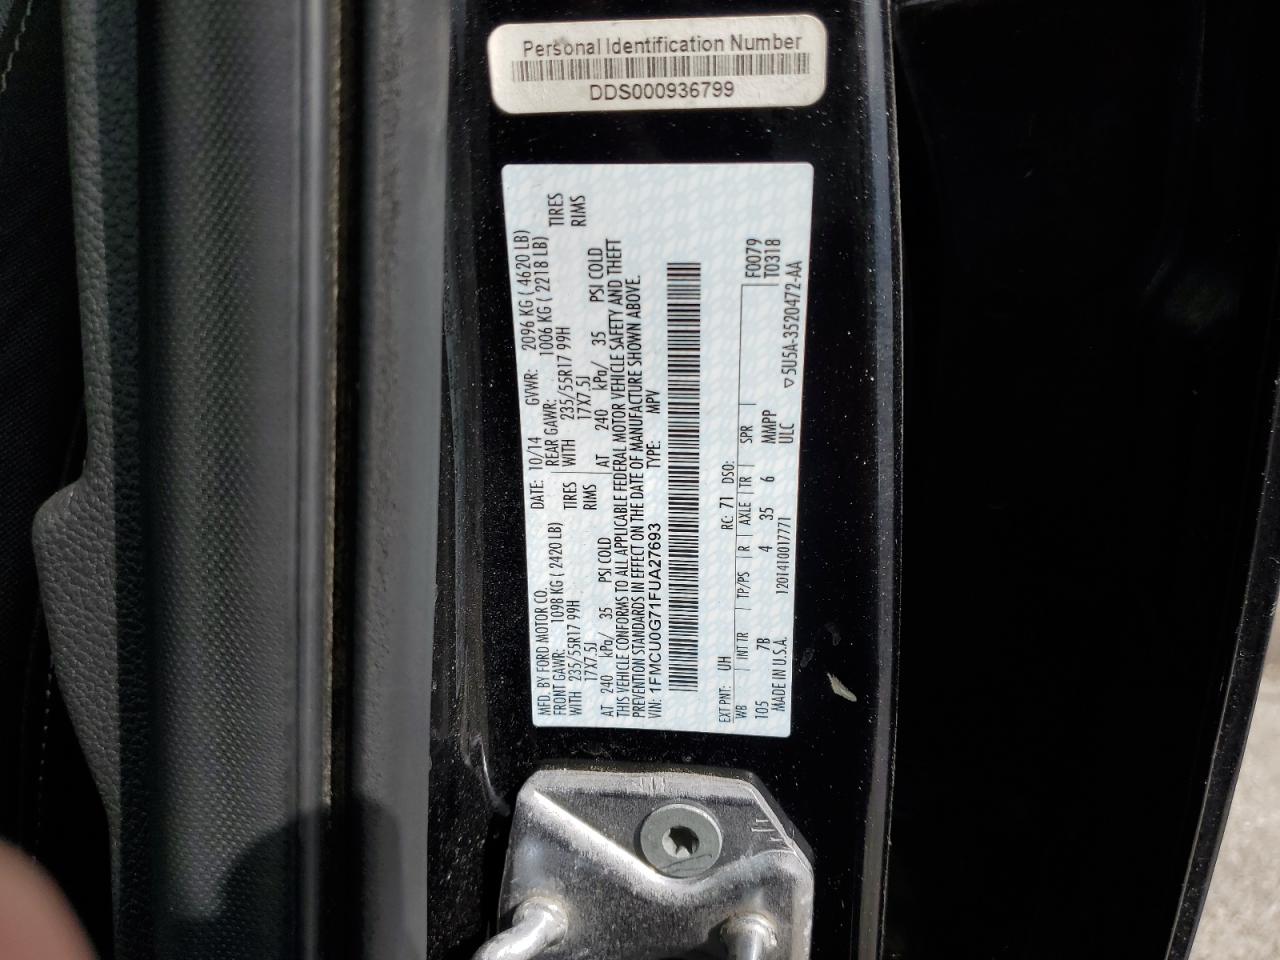 Personal Identification Number
DDS000936799
MFD. BY FORD MOTOR CO. DATE: 10/14 GVWR: 2096 KG ( 4620 LB)
FRONT GAWR: 1098 KG ( 2420 LB) REAR GAWR: 1006 KG ( 2218 LB)
WITH 235/55R17 99H TIRES WITH 235/55R17 99H TIRES
17X7.5J RIMS 17X7.5J RIMS
AT 240 kPa/ 35 PSI COLD AT 240 kPa/ 35 PSI COLD
THIS VEHICLE CONFORMS TO ALL APPLICABLE FEDERAL MOTOR VEHICLE SAFETY AND THEFT
PREVENTION STANDARDS IN EFFECT ON THE DATE OF MANUFACTURE SHOWN ABOVE.
VIN: 1FMCU0G71FUA27693 TYPE: MPV
EXT PNT: UH RC: 71 DSO: F0079
WB INT TR TP/PS R AXLE TR SPR T0318
105 7B 4 35 6 MMPP
MADE IN U.S.A. 1201410017771 ULC ▽5U5A-3520472-AA